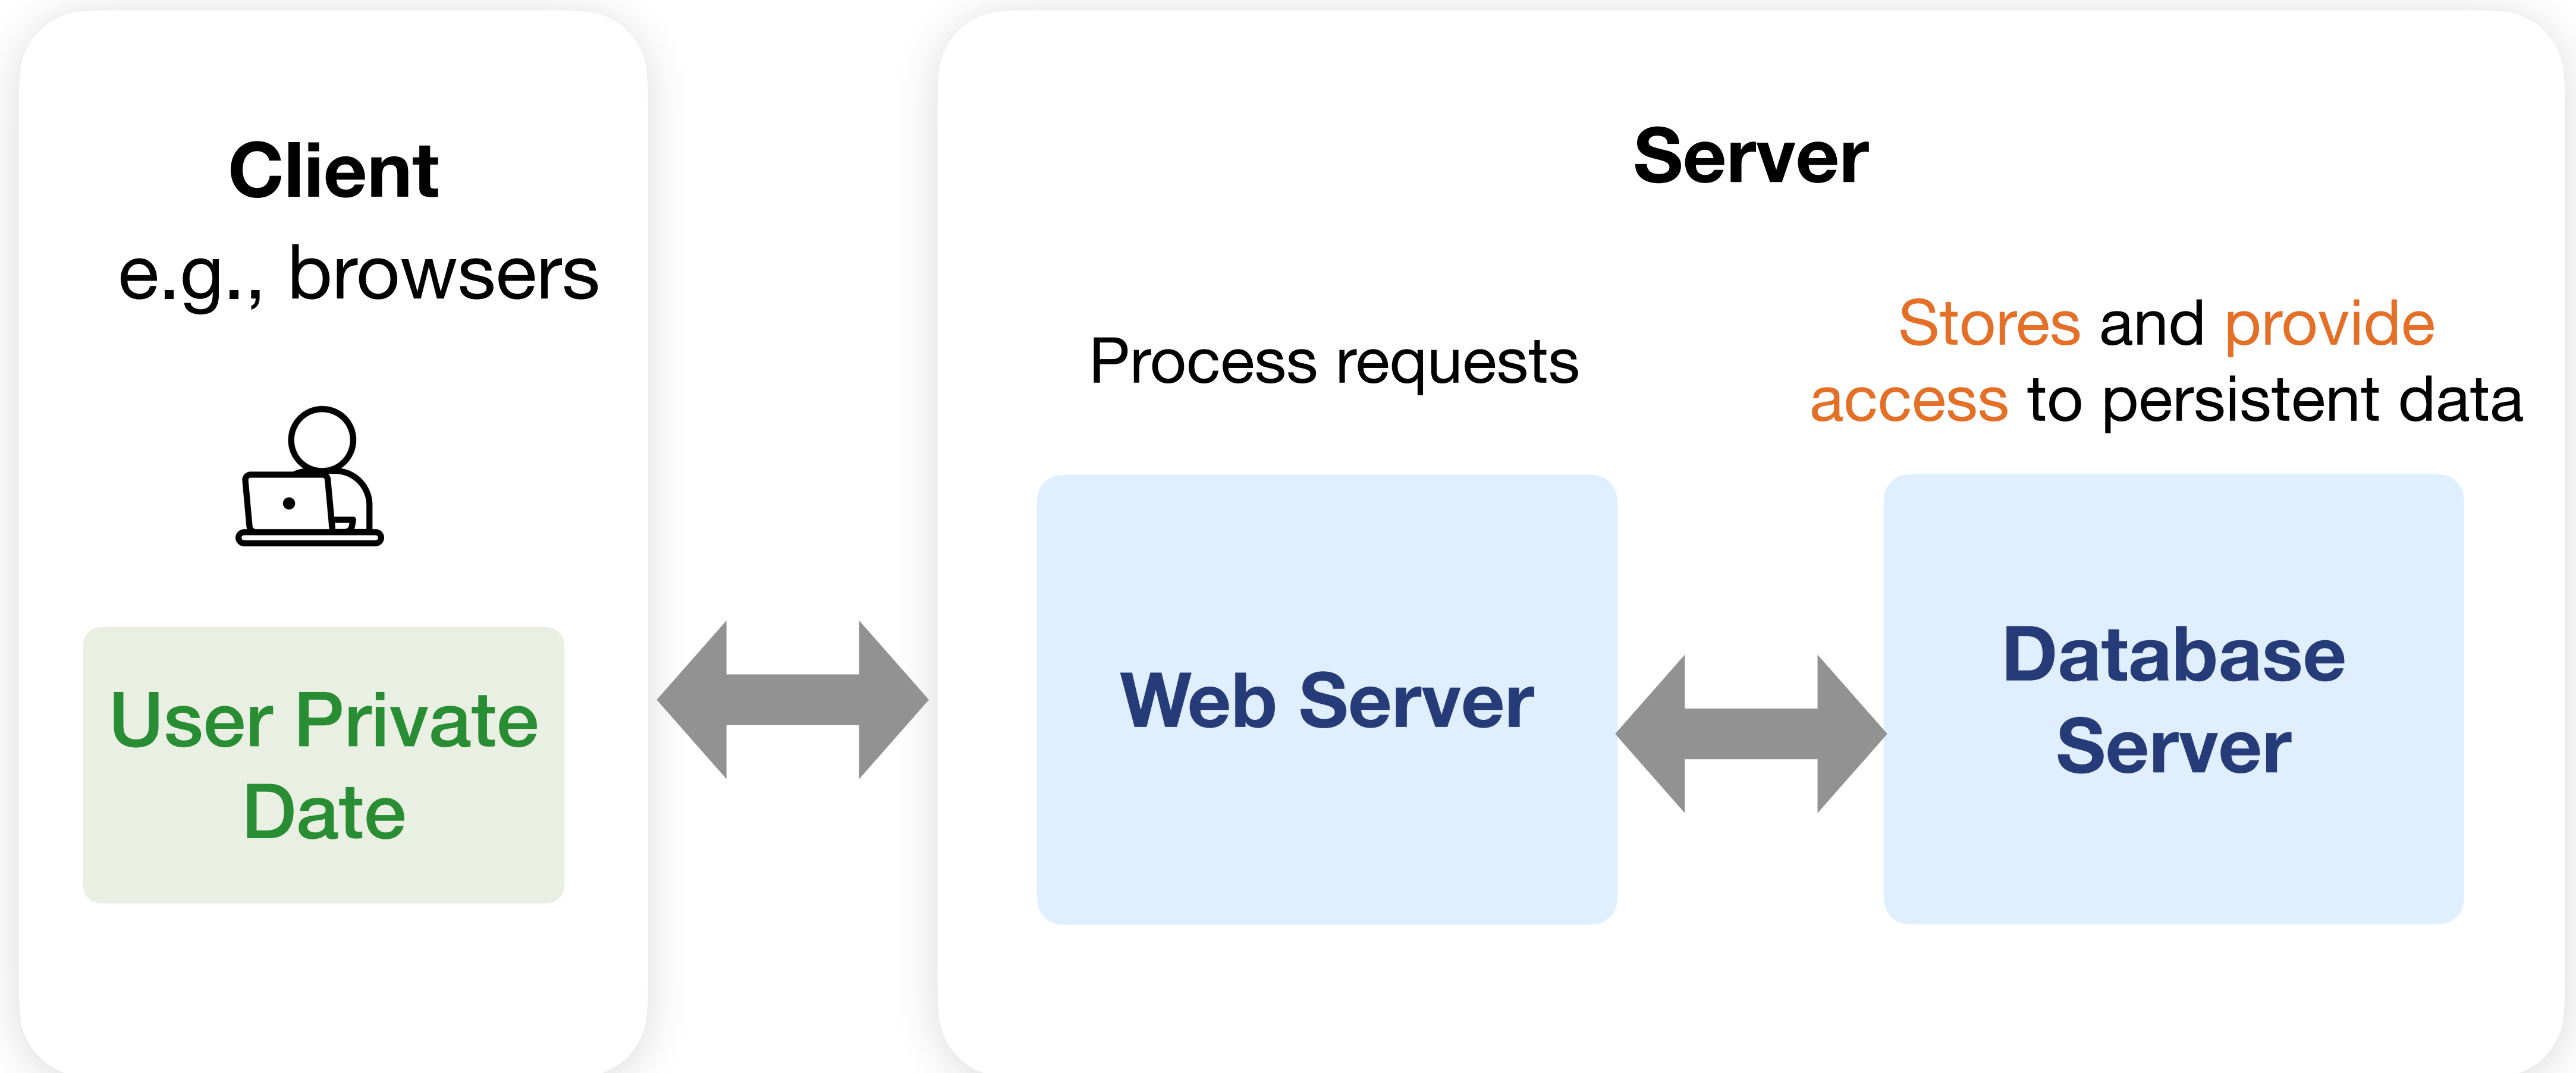 Client
e.g., browsers
User Private
Date
Server
Process requests
Web Server
Stores and provide
access to persistent data
Database
Server